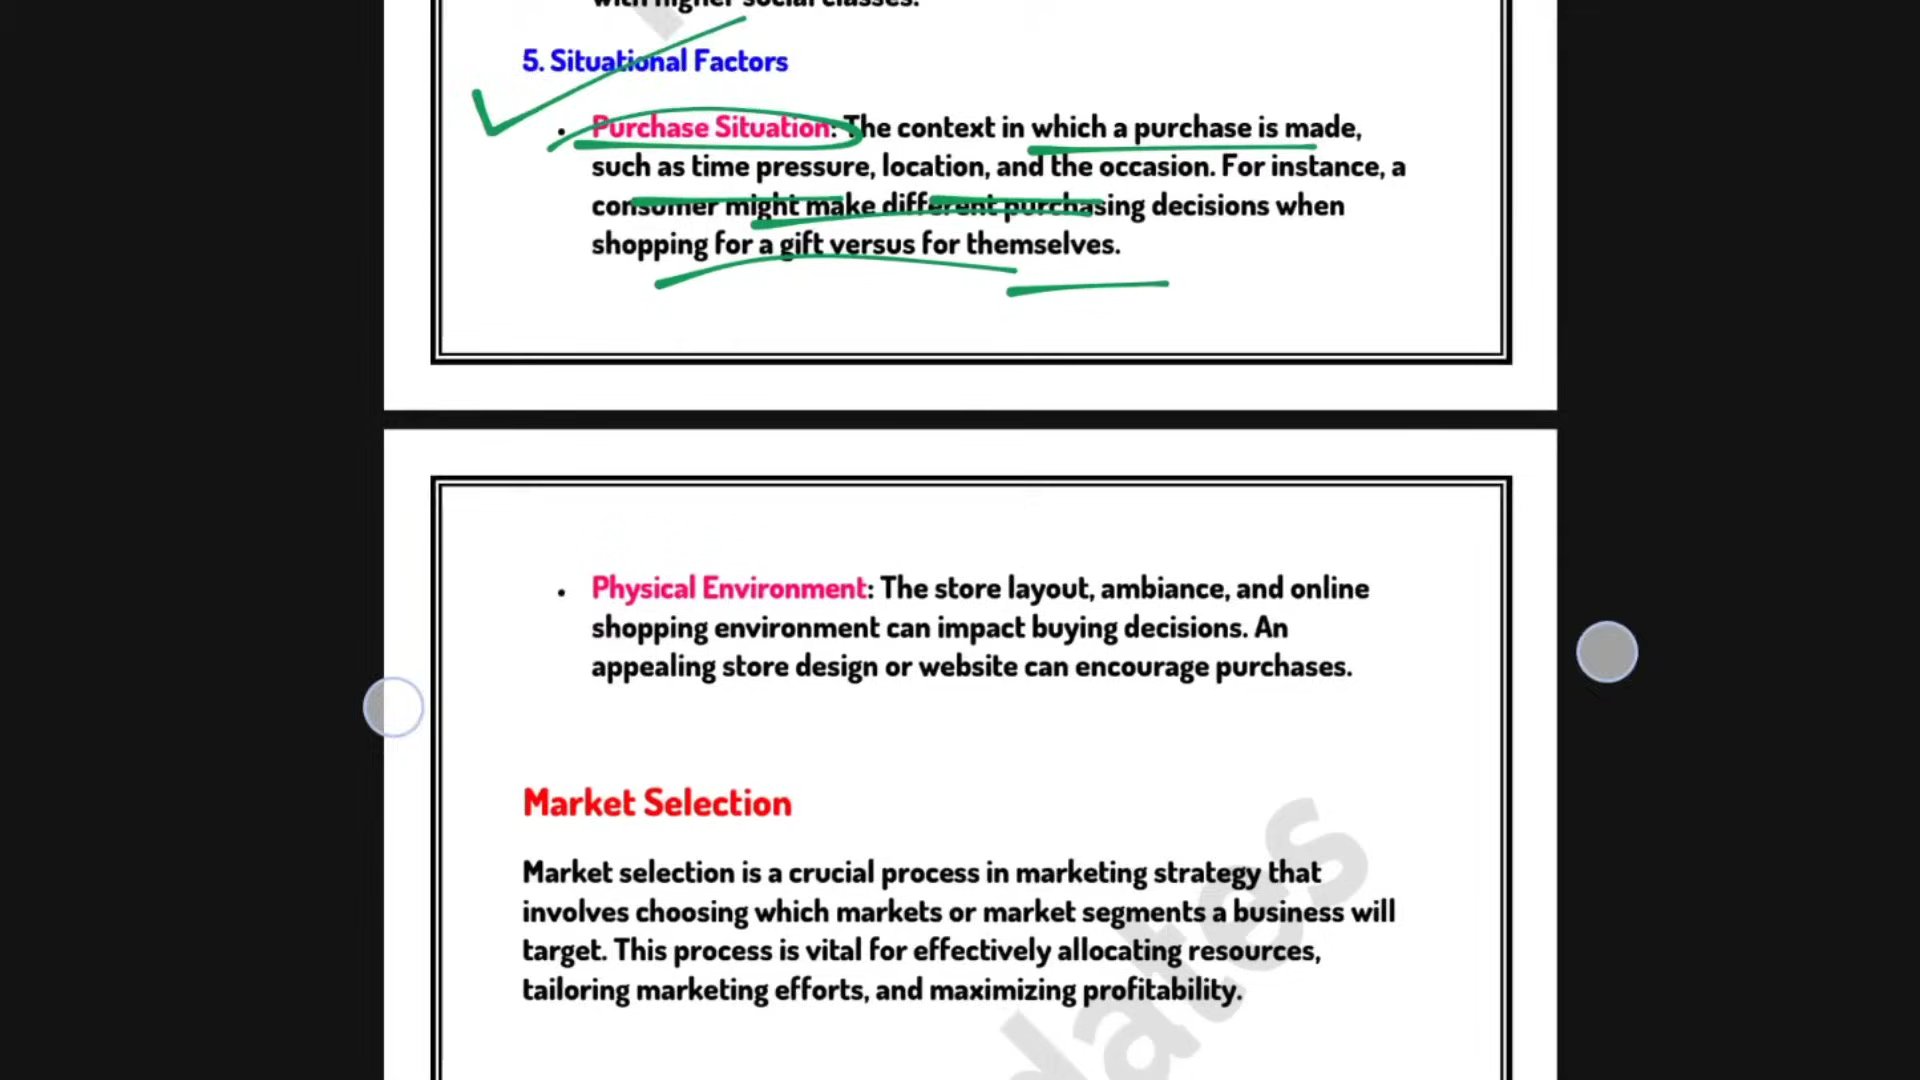 with higher social classes.
5. Situational Factors
• Purchase Situation: The context in which a purchase is made,
such as time pressure, location, and the occasion. For instance, a
consumer might make different purchasing decisions when
shopping for a gift versus for themselves.
• Physical Environment: The store layout, ambiance, and online
shopping environment can impact buying decisions. An
appealing store design or website can encourage purchases.
Market Selection
Market selection is a crucial process in marketing strategy that
involves choosing which markets or market segments a business will
target. This process is vital for effectively allocating resources,
tailoring marketing efforts, and maximizing profitability.